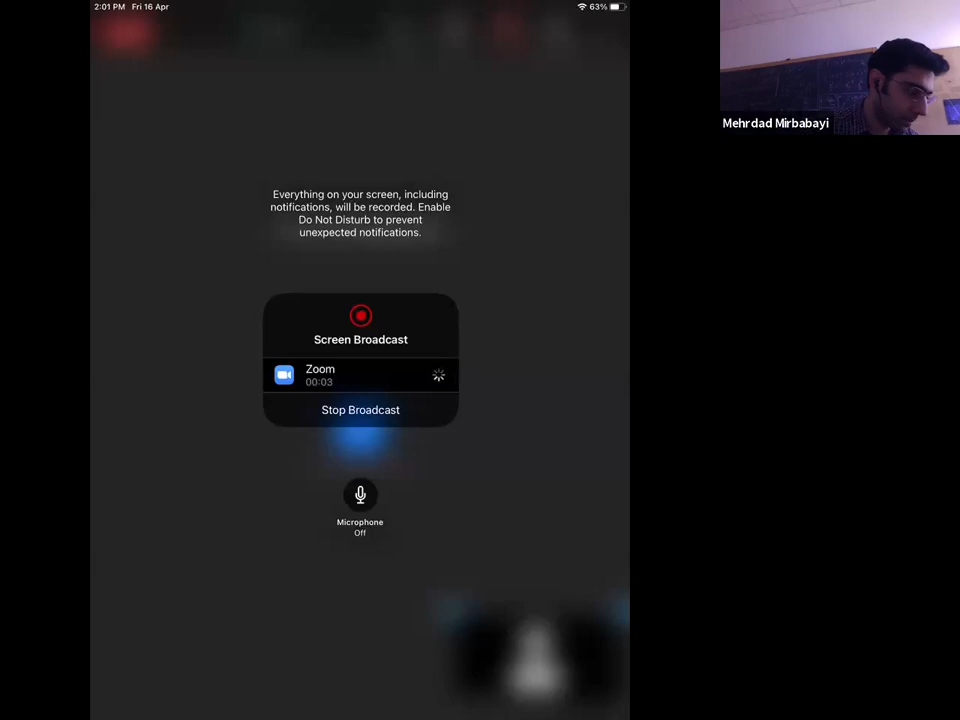 2:01 PM Fri 16 Apr
63%
Everything on your screen, including
notifications, will be recorded. Enable
Do Not Disturb to prevent
unexpected notifications.
Screen Broadcast
Zoom
00:03
Stop Broadcast
Microphone
Off
Mehrdad Mirbabayi